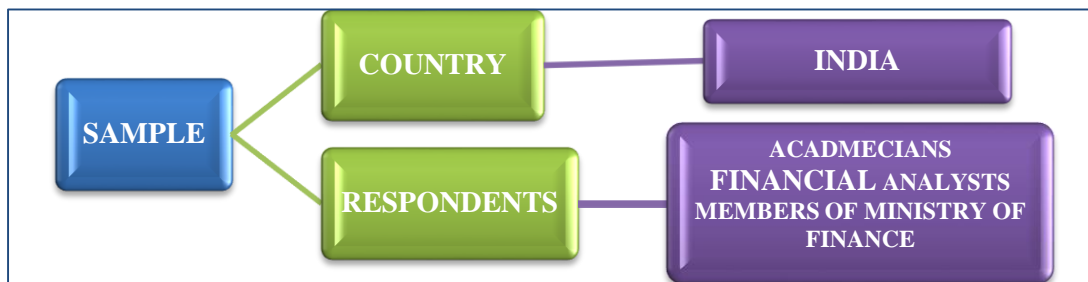 SAMPLE
COUNTRY
INDIA
RESPONDENTS
ACADMECIANS
FINANCIAL ANALYSTS
MEMBERS OF MINISTRY OF
FINANCE